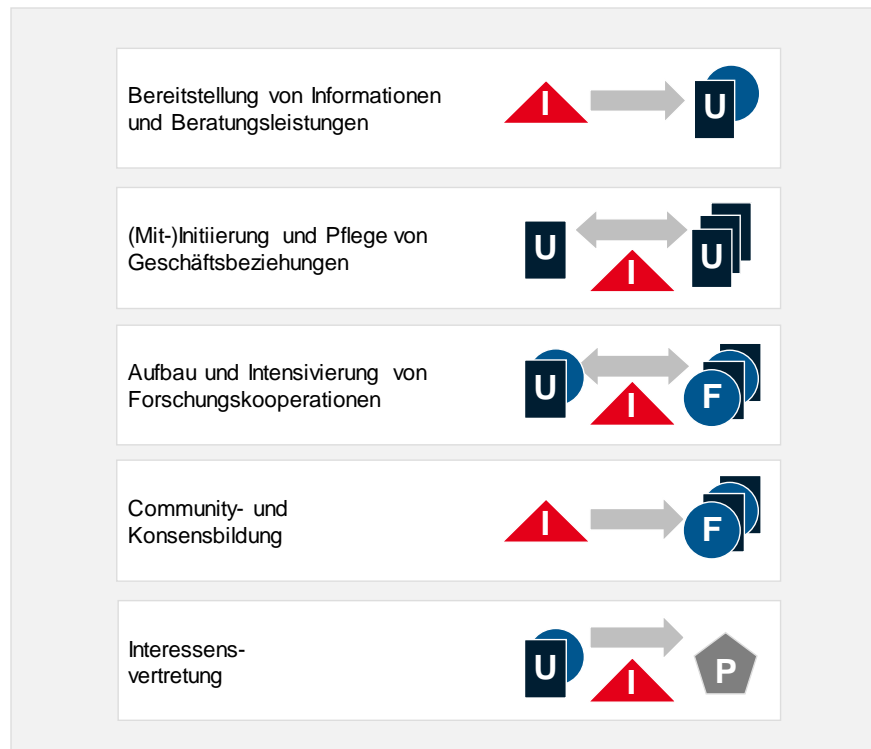 Bereitstellung von Informationen
und Beratungsleistungen
I
U
(Mit-)Initiierung und Pflege von
Geschäftsbeziehungen
U
I
U
Aufbau und Intensivierung von
Forschungskooperationen
U
I
F
Community- und
Konsensbildung
I
F
Interessens-
vertretung
U
I
P